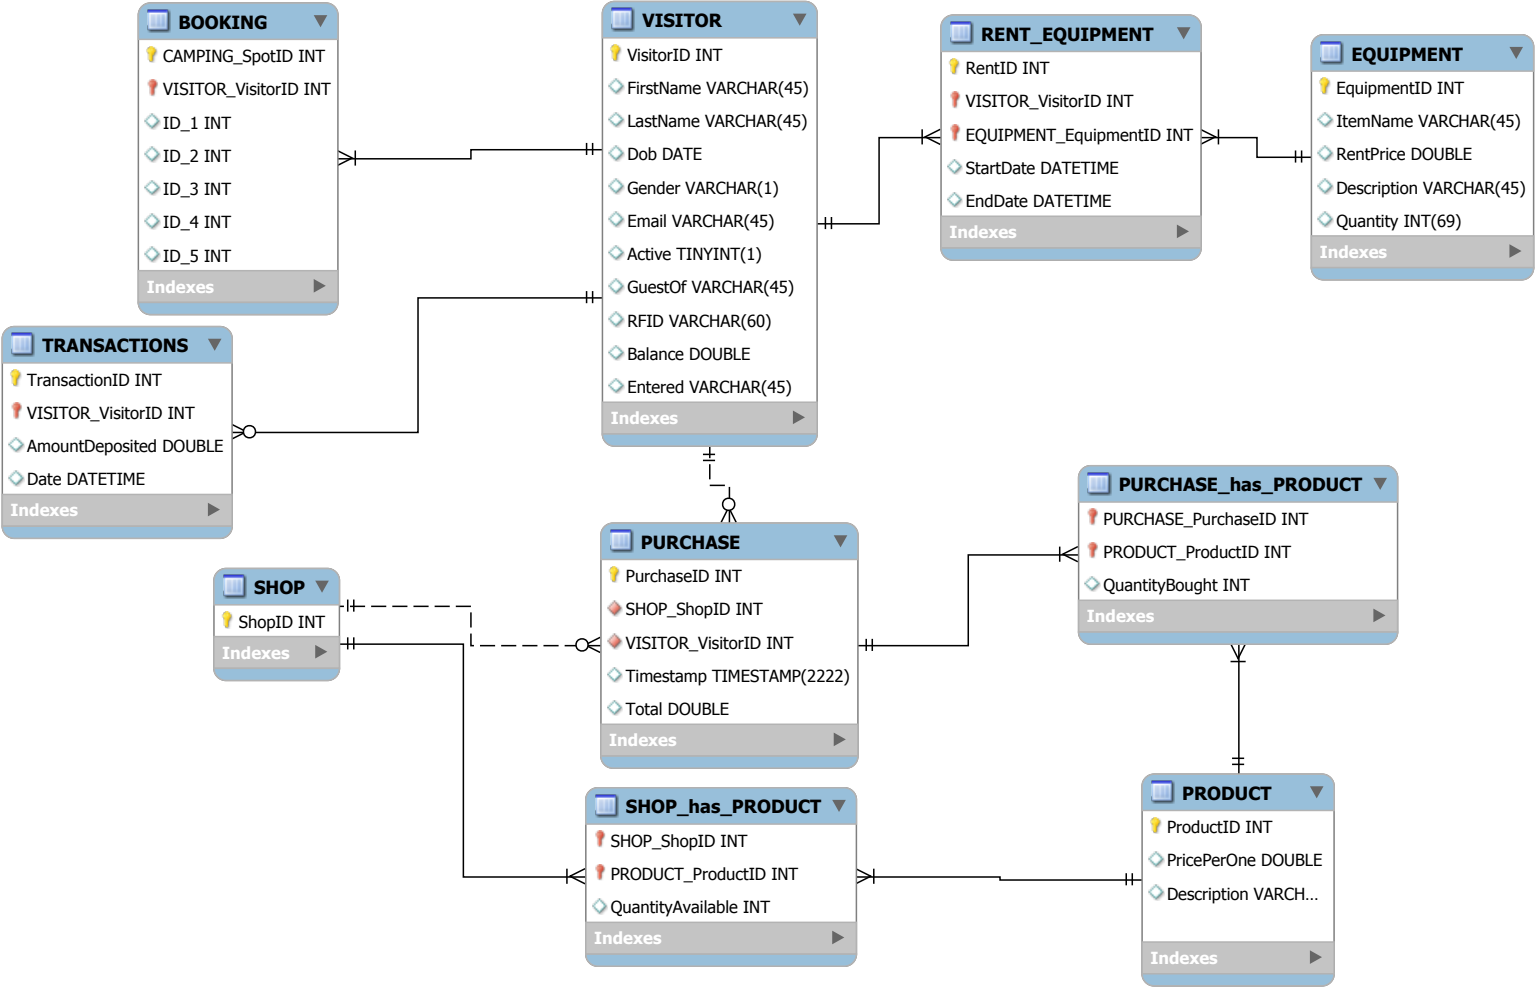 BOOKING
CAMPING_SpotID INT
VISITOR_VisitorID INT
ID_1 INT
ID_2 INT
ID_3 INT
ID_4 INT
ID_5 INT
Indexes
VISITOR
VisitorID INT
FirstName VARCHAR(45)
LastName VARCHAR(45)
Dob DATE
Gender VARCHAR(1)
Email VARCHAR(45)
Active TINYINT(1)
GuestOf VARCHAR(45)
RFID VARCHAR(60)
Balance DOUBLE
Entered VARCHAR(45)
Indexes
RENT_EQUIPMENT
RentID INT
VISITOR_VisitorID INT
EQUIPMENT_EquipmentID INT
StartDate DATETIME
EndDate DATETIME
Indexes
EQUIPMENT
EquipmentID INT
ItemName VARCHAR(45)
RentPrice DOUBLE
Description VARCHAR(45)
Quantity INT(69)
Indexes
TRANSACTIONS
TransactionID INT
VISITOR_VisitorID INT
AmountDeposited DOUBLE
Date DATETIME
Indexes
SHOP
ShopID INT
Indexes
PURCHASE
PurchaseID INT
SHOP_ShopID INT
VISITOR_VisitorID INT
Timestamp TIMESTAMP(2222)
Total DOUBLE
Indexes
PURCHASE_has_PRODUCT
PURCHASE_PurchaseID INT
PRODUCT_ProductID INT
QuantityBought INT
Indexes
SHOP_has_PRODUCT
SHOP_ShopID INT
PRODUCT_ProductID INT
QuantityAvailable INT
Indexes
PRODUCT
ProductID INT
PricePerOne DOUBLE
Description VARCH...
Indexes